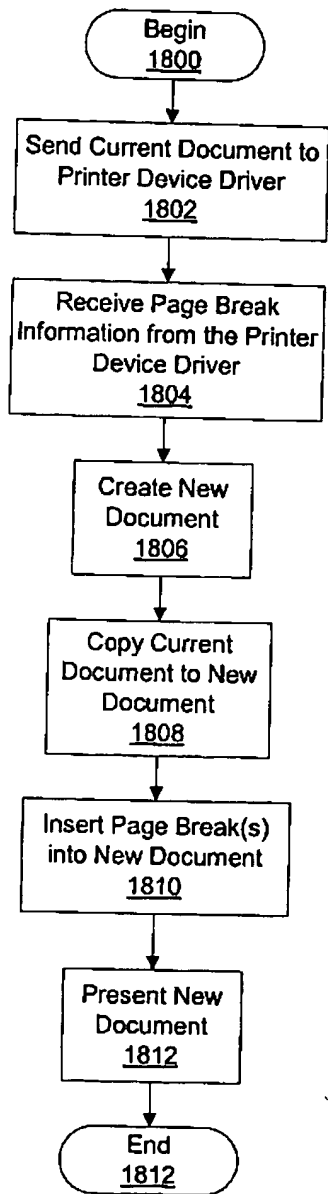 Begin
1800
Send Current Document to
Printer Device Driver
1802
Receive Page Break
Information from the Printer
Device Driver
1804
Create New
Document
1806
Copy Current
Document to New
Document
1808
Insert Page Break(s)
into New Document
1810
Present New
Document
1812
End
1812